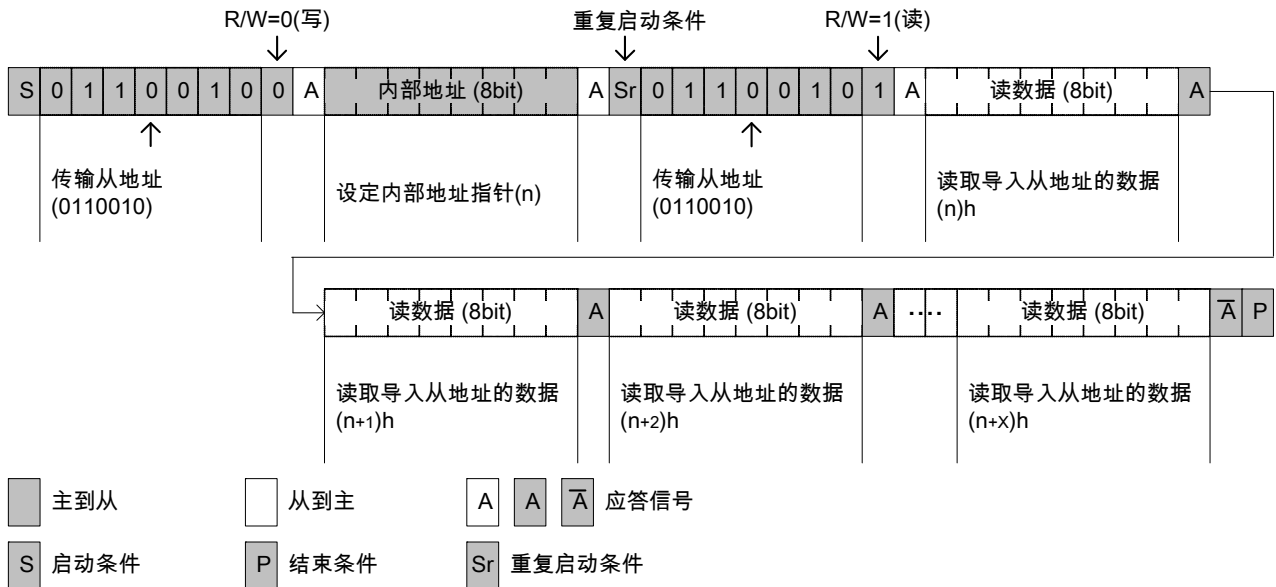 R/W=0(写) 重复启动条件 R/W=1(读)
S 0 1 1 0 0 1 0 0 A 内部地址 (8bit) A Sr 0 1 1 0 0 1 0 1 A 读数据 (8bit) A
传输从地址
(0110010)
设定内部地址指针(n)
传输从地址
(0110010)
读取导入从地址的数据
(n)h
读数据 (8bit) A 读数据 (8bit) A ···· 读数据 (8bit) A̅ P
读取导入从地址的数据
(n+1)h
读取导入从地址的数据
(n+2)h
读取导入从地址的数据
(n+X)h
主到从 从到主 A A A̅ 应答信号
S 启动条件 P 结束条件 Sr 重复启动条件